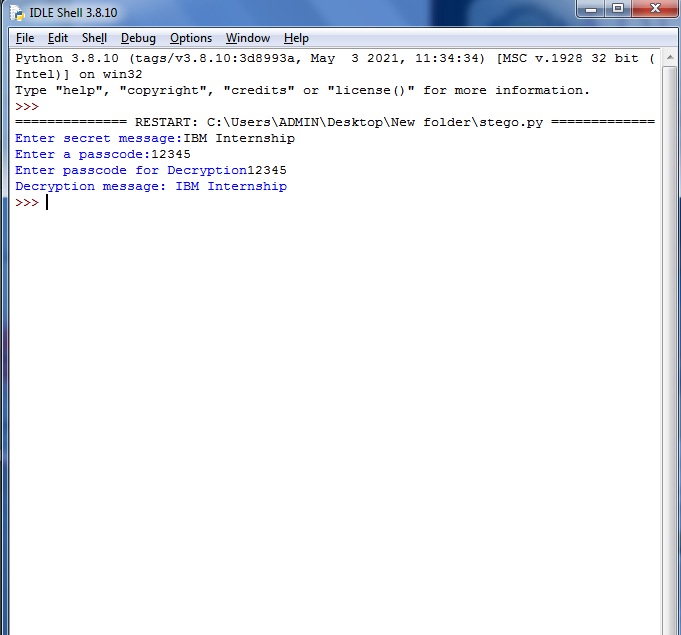 IDLE Shell 3.8.10
File Edit Shell Debug Options Window Help
Python 3.8.10 (tags/v3.8.10:3d8993a, May  3 2021, 11:34:34) [MSC v.1928 32 bit (
Intel)] on win32
Type "help", "copyright", "credits" or "license()" for more information.
>>>
============== RESTART: C:\Users\ADMIN\Desktop\New folder\stego.py =============
Enter secret message:IBM Internship
Enter a passcode:12345
Enter passcode for Decryption12345
Decryption message: IBM Internship
>>>